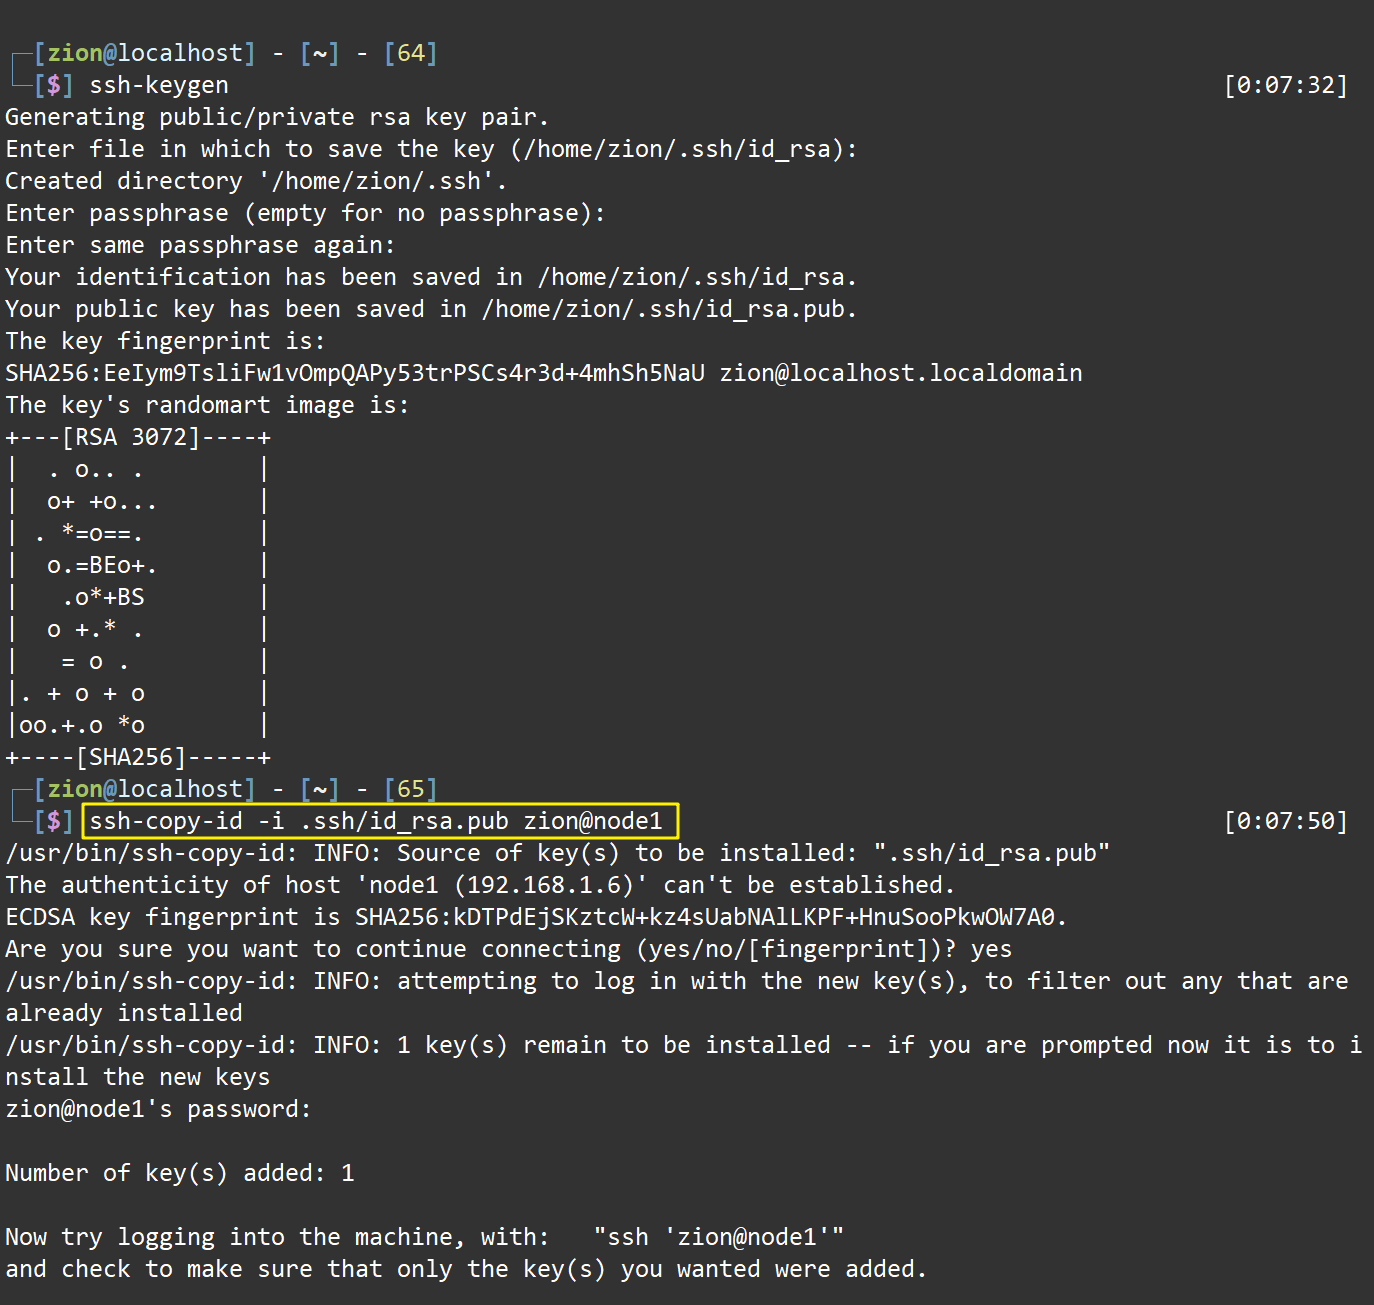 [zion@localhost] - [~] - [64]
[$] ssh-keygen [0:07:32]
Generating public/private rsa key pair.
Enter file in which to save the key (/home/zion/.ssh/id_rsa):
Created directory '/home/zion/.ssh'.
Enter passphrase (empty for no passphrase):
Enter same passphrase again:
Your identification has been saved in /home/zion/.ssh/id_rsa.
Your public key has been saved in /home/zion/.ssh/id_rsa.pub.
The key fingerprint is:
SHA256:EeIym9TsliFw1vOmpQAPy53trPSCs4r3d+4mhSh5NaU zion@localhost.localdomain
The key's randomart image is:
+---[RSA 3072]----+
|  . o.. .        |
|  o+ +o...       |
| . *=o==.        |
|  o.=BEo+.       |
|   .o*+BS        |
|  o +.* .        |
|   = o .         |
|. + o + o        |
|oo.+.o *o        |
+----[SHA256]-----+
[zion@localhost] - [~] - [65]
[$] ssh-copy-id -i .ssh/id_rsa.pub zion@node1 [0:07:50]
/usr/bin/ssh-copy-id: INFO: Source of key(s) to be installed: ".ssh/id_rsa.pub"
The authenticity of host 'node1 (192.168.1.6)' can't be established.
ECDSA key fingerprint is SHA256:kDTPdEjSKztcW+kz4sUabNAlLKPF+HnuSooPkwOW7A0.
Are you sure you want to continue connecting (yes/no/[fingerprint])? yes
/usr/bin/ssh-copy-id: INFO: attempting to log in with the new key(s), to filter out any that are
already installed
/usr/bin/ssh-copy-id: INFO: 1 key(s) remain to be installed -- if you are prompted now it is to i
nstall the new keys
zion@node1's password:
Number of key(s) added: 1
Now try logging into the machine, with:   "ssh 'zion@node1'"
and check to make sure that only the key(s) you wanted were added.